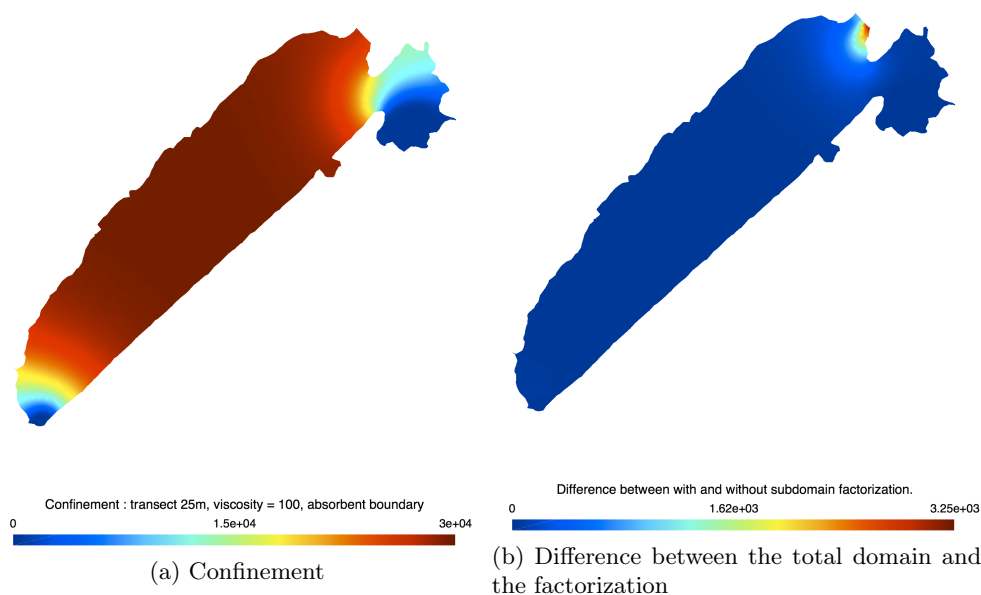 Confinement : transect 25m, viscosity = 100, absorbent boundary
0 1.5e+04 3e+04
(a) Confinement
Difference between with and without subdomain factorization.
0 1.62e+03 3.25e+03
(b) Difference between the total domain and
the factorization